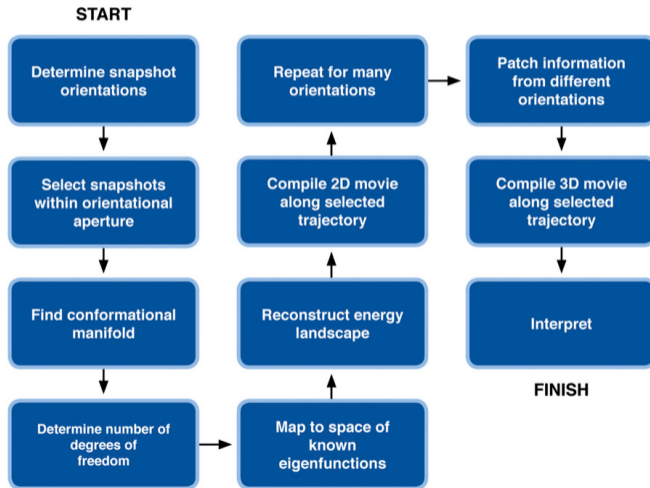 START
Determine snapshot
orientations
Select snapshots
within orientational
aperture
Find conformational
manifold
Determine number of
degrees of
freedom
Map to space of
known
eigenfunctions
Reconstruct energy
landscape
Compile 2D movie
along selected
trajectory
Repeat for many
orientations
Patch information
from different
orientations
Compile 3D movie
along selected
trajectory
Interpret
FINISH